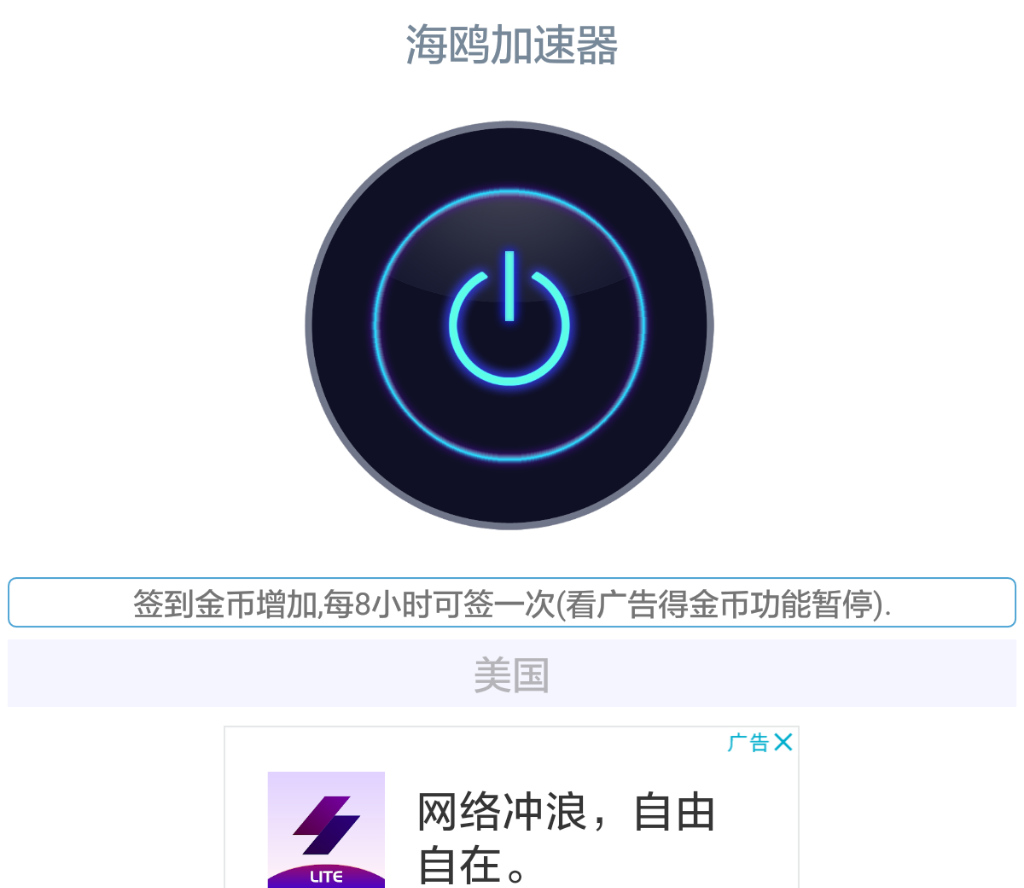 海鸥加速器
签到金币增加,每8小时可签一次(看广告得金币功能暂停).
美国
广告
网络冲浪，自由
自在。
LITE